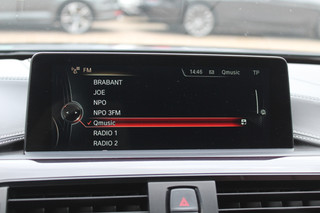 FM 14:46 Qmusic TP
BRABANT
JOE
NPO
NPO 3FM
Qmusic
RADIO 1
RADIO 2